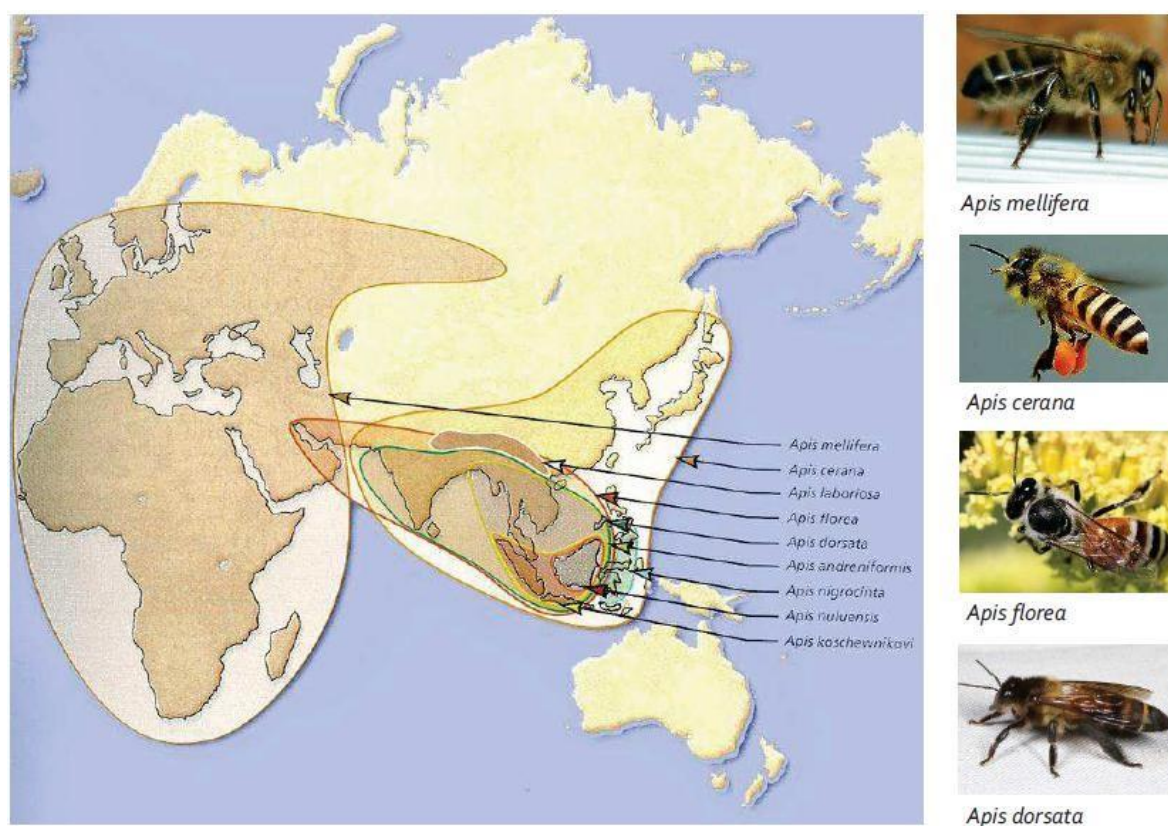 Apis mellifera
Apis cerana
Apis laboriosa
Apis florea
Apis dorsata
Apis andreniformis
Apis nigrocinta
Apis nuluensis
Apis koschewnikovi
Apis mellifera
Apis cerana
Apis florea
Apis dorsata